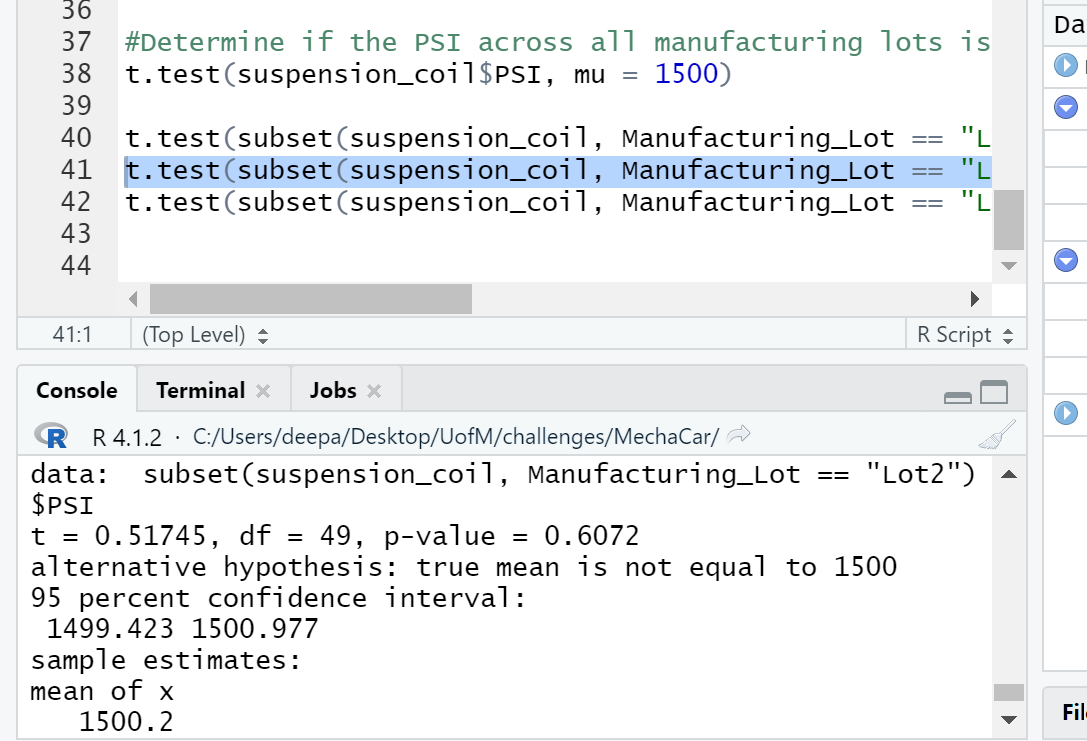 36
37 #Determine if the PSI across all manufacturing lots is
38 t.test(suspension_coil$PSI, mu = 1500)
39
40 t.test(subset(suspension_coil, Manufacturing_Lot == "L
41 t.test(subset(suspension_coil, Manufacturing_Lot == "L
42 t.test(subset(suspension_coil, Manufacturing_Lot == "L
43
44
41:1 (Top Level) R Script
Console Terminal Jobs
R R 4.1.2 · C:/Users/deepa/Desktop/UofM/challenges/MechaCar/
data:  subset(suspension_coil, Manufacturing_Lot == "Lot2")
$PSI
t = 0.51745, df = 49, p-value = 0.6072
alternative hypothesis: true mean is not equal to 1500
95 percent confidence interval:
 1499.423 1500.977
sample estimates:
mean of x
   1500.2
Da
Fil